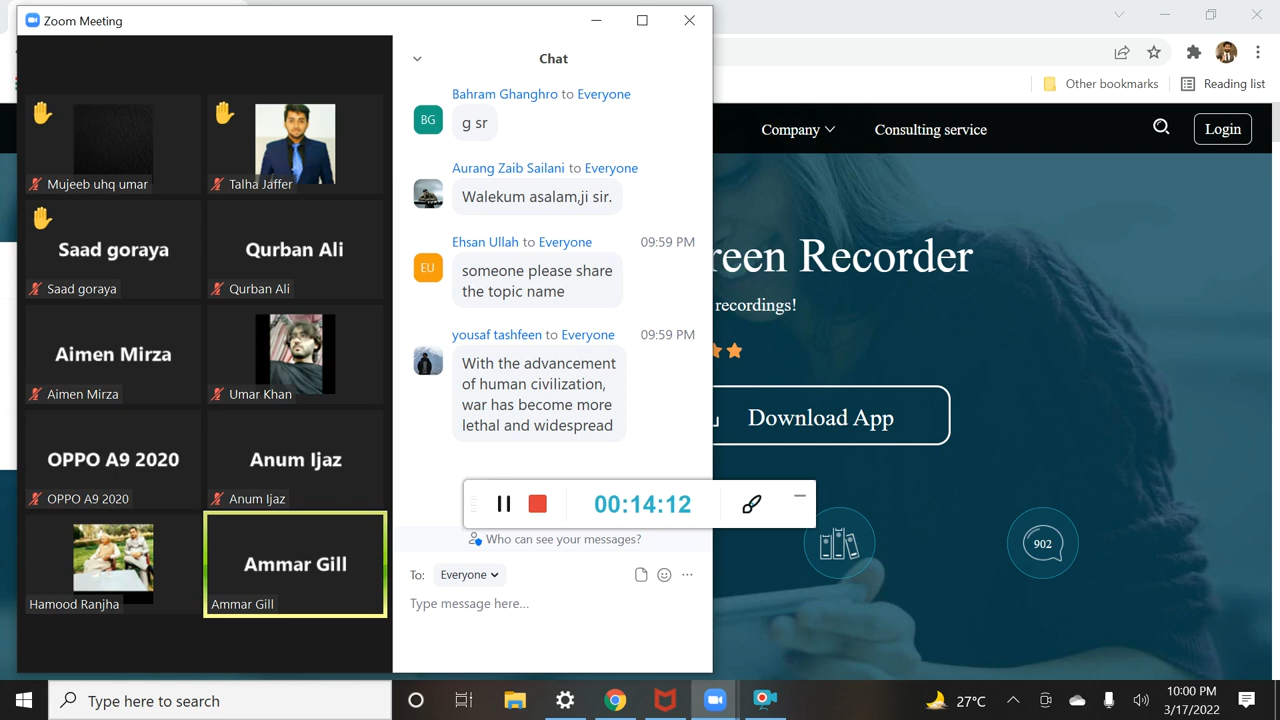 Zoom Meeting
Mujeeb uhq umar
Talha Jaffer
Saad goraya
Saad goraya
Qurban Ali
Qurban Ali
Aimen Mirza
Aimen Mirza
Umar Khan
OPPO A9 2020
OPPO A9 2020
Anum Ijaz
Anum Ijaz
Hamood Ranjha
Ammar Gill
Ammar Gill
Chat
Bahram Ghanghro to Everyone
BG
g sr
Aurang Zaib Sailani to Everyone
Walekum asalam,ji sir.
Ehsan Ullah to Everyone 09:59 PM
EU
someone please share
the topic name
yousaf tashfeen to Everyone 09:59 PM
With the advancement
of human civilization,
war has become more
lethal and widespread
00:14:12
Who can see your messages?
To: Everyone
Type message here...
Other bookmarks
Reading list
Company
Consulting service
Login
reen Recorder
recordings!
Download App
902
Type here to search
27°C
10:00 PM
3/17/2022